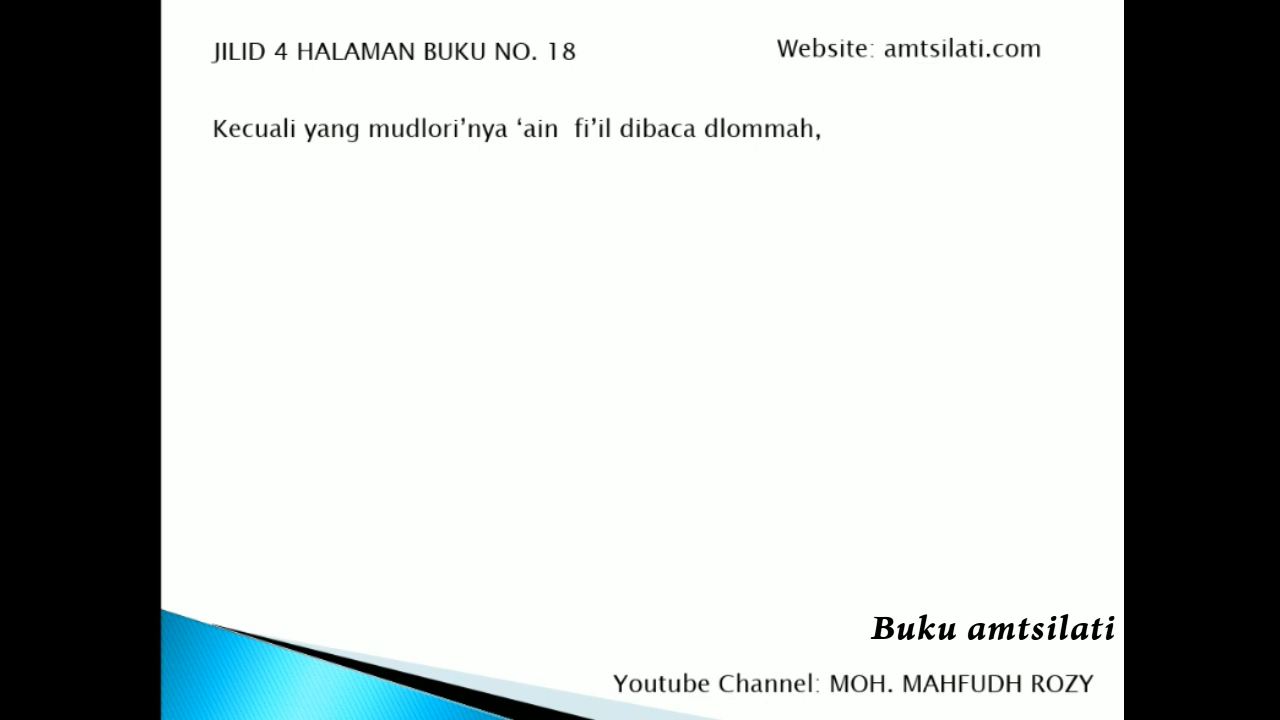 JILID 4 HALAMAN BUKU NO. 18
Website: amtsilati.com
Kecuali yang mudlori’nya ‘ain  fi’il dibaca dlommah,
Buku amtsilati
Youtube Channel: MOH. MAHFUDH ROZY